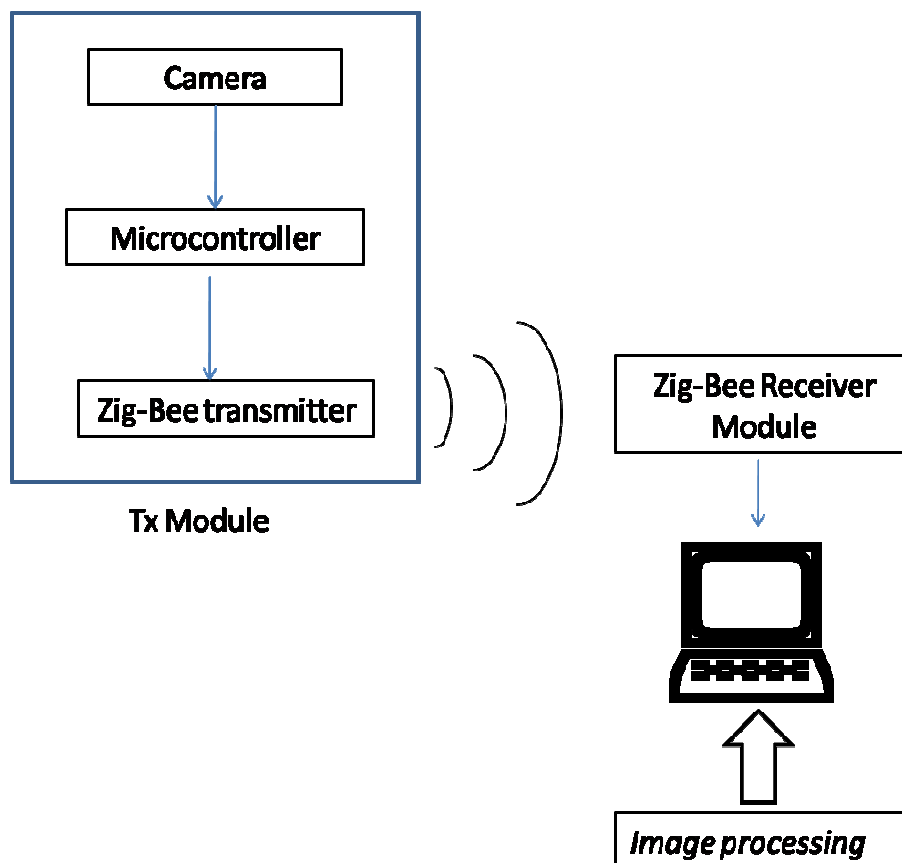 Camera
Microcontroller
Zig-Bee transmitter
Tx Module
Zig-Bee Receiver
Module
Image processing